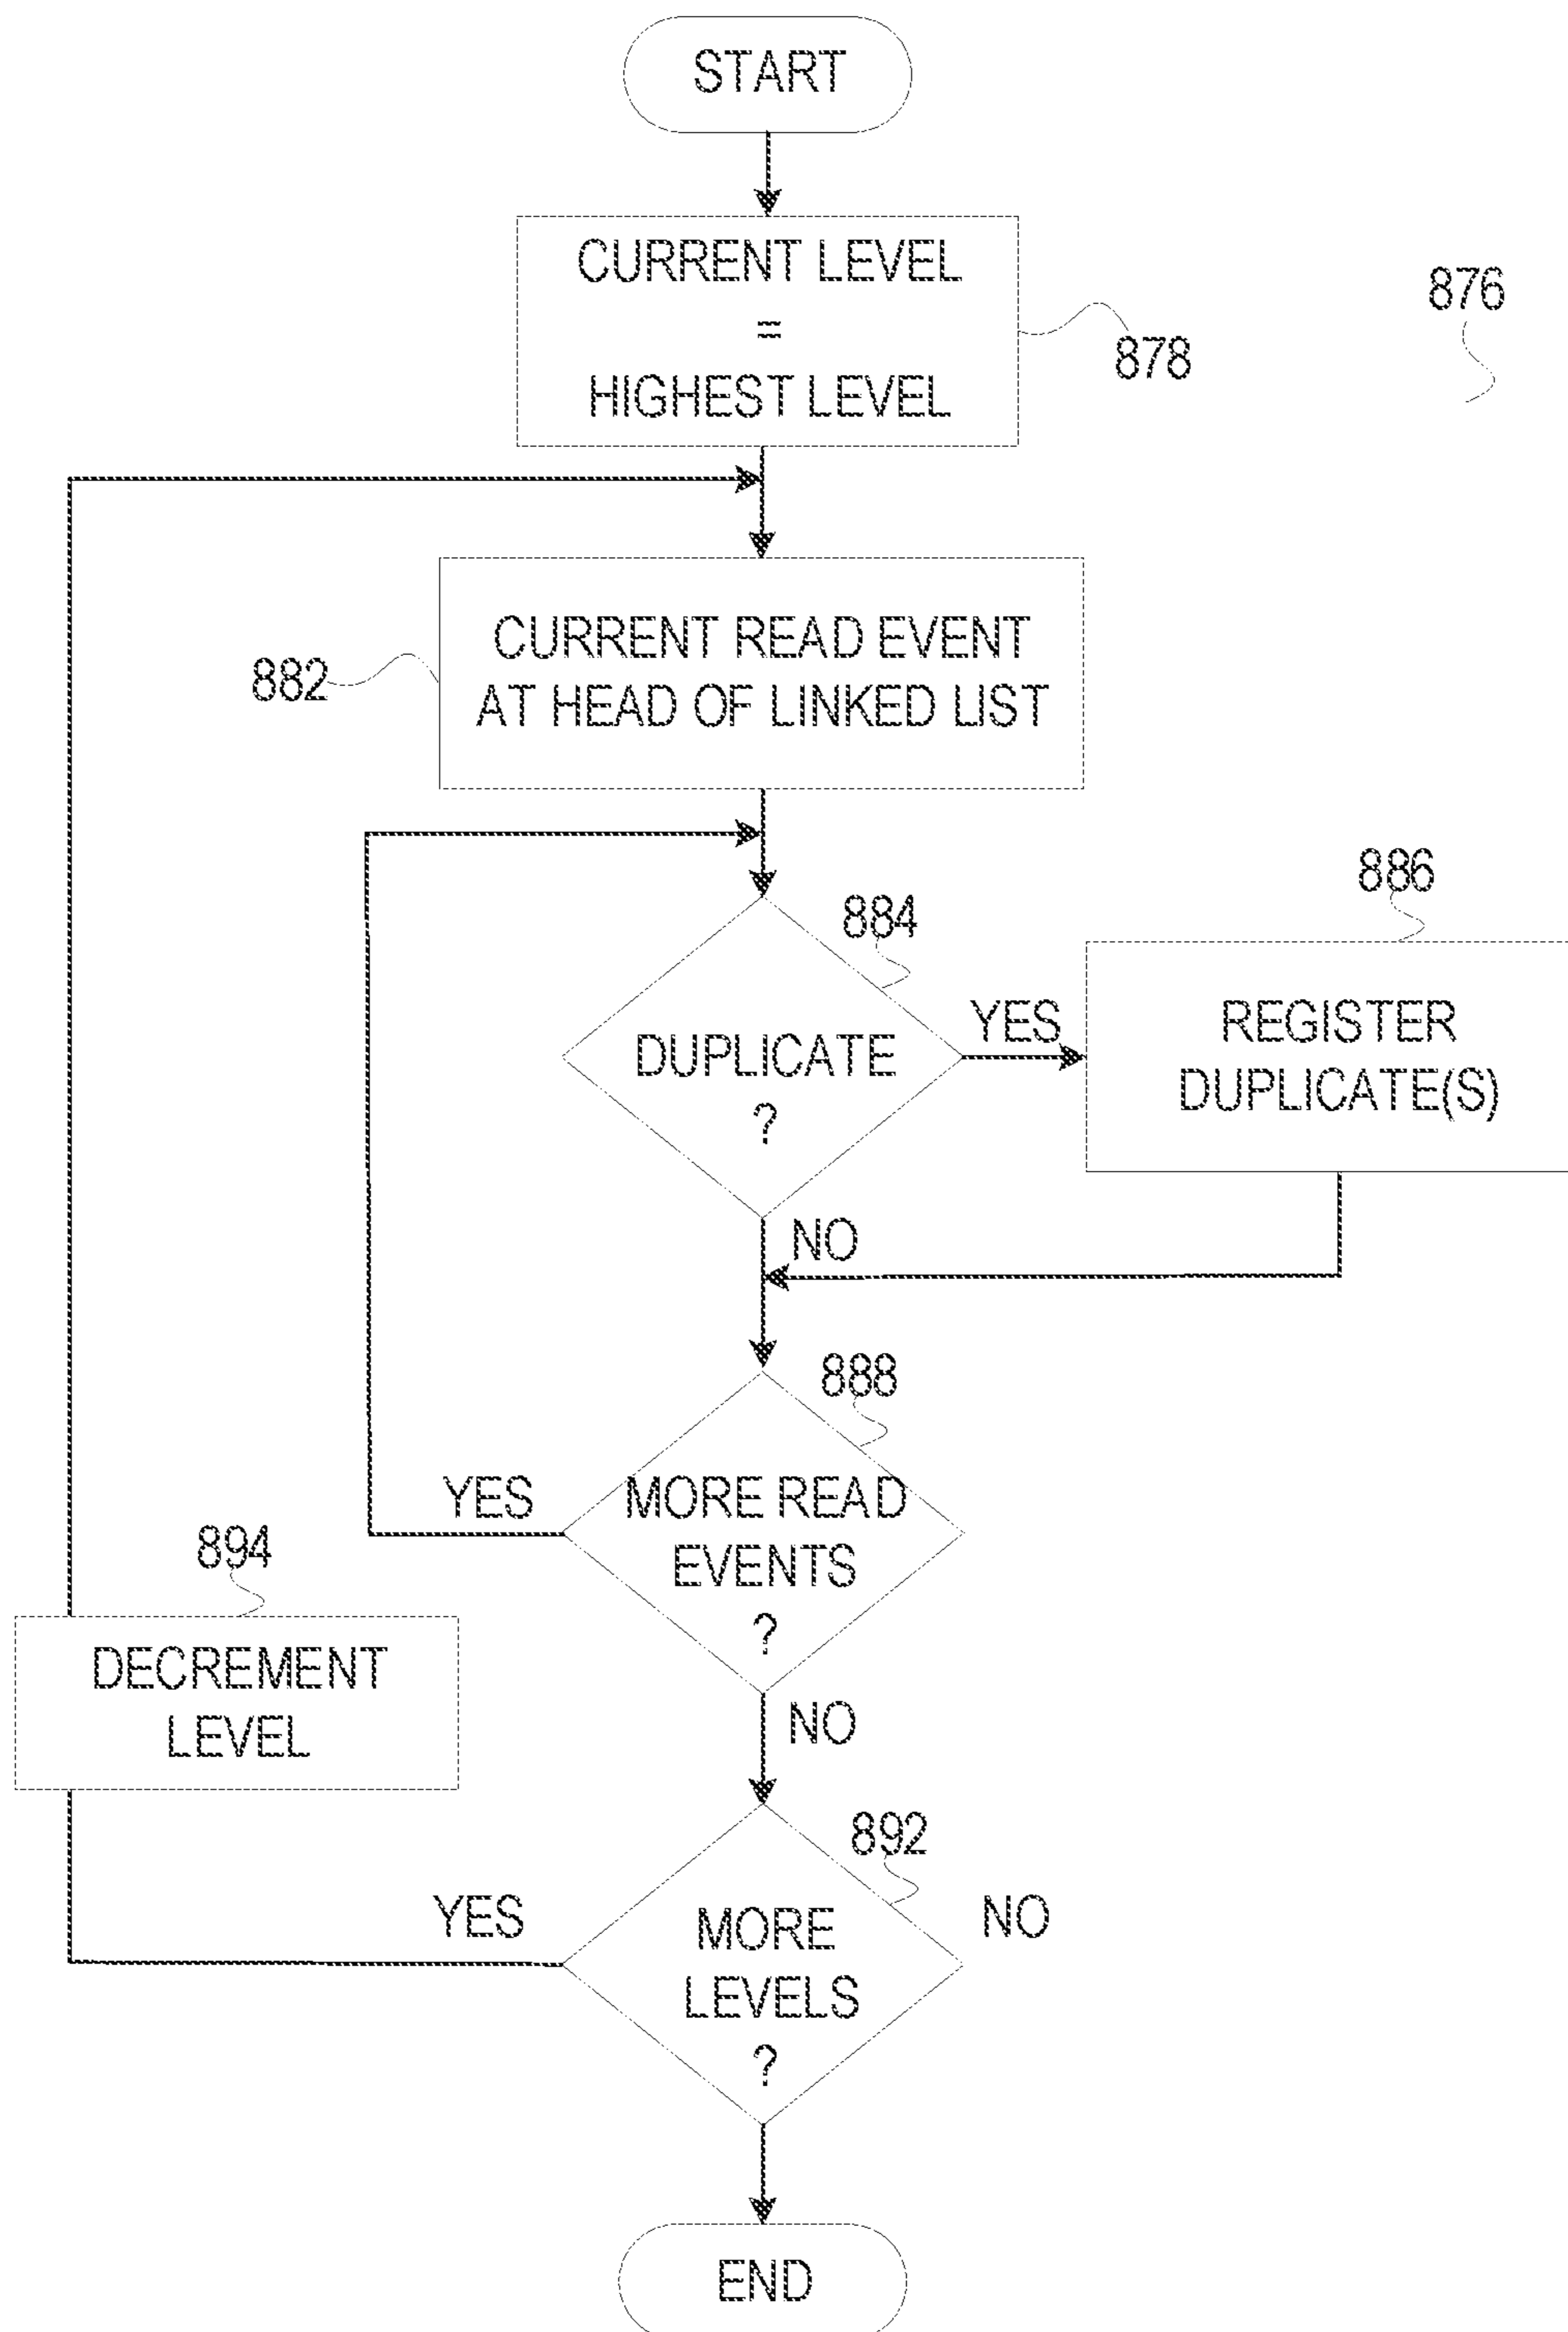 START
CURRENT LEVEL
=
HIGHEST LEVEL
876
878
CURRENT READ EVENT
AT HEAD OF LINKED LIST
882
884
886
DUPLICATE
?
YES
REGISTER
DUPLICATE(S)
NO
888
MORE READ
EVENTS
?
YES
894
DECREMENT
LEVEL
NO
892
YES
MORE
LEVELS
?
NO
END